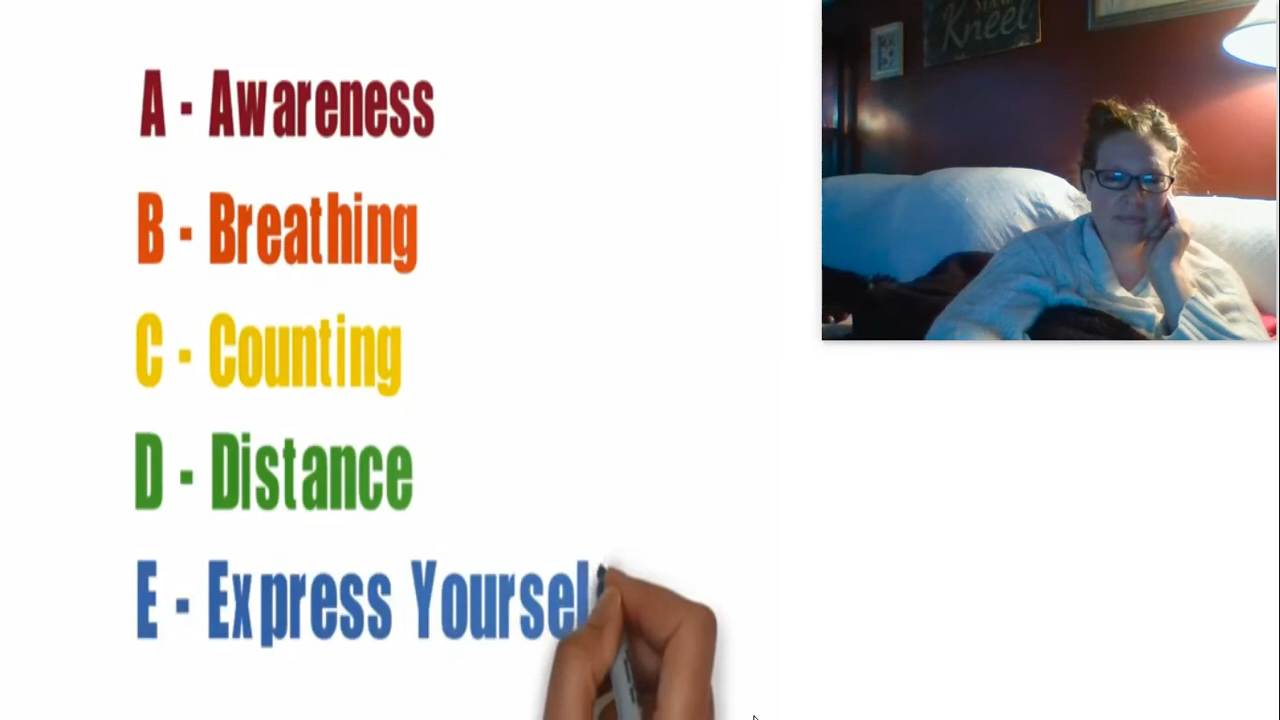 A - Awareness
B - Breathing
C - Counting
D - Distance
E - Express Yoursel
Kneel